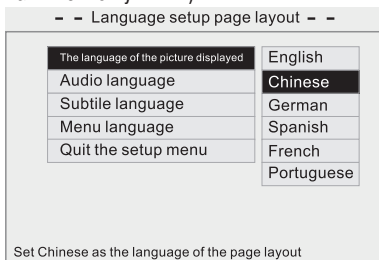 - - Language setup page layout - -
The language of the picture displayed English
Audio language Chinese
Subtile language German
Menu language Spanish
Quit the setup menu French
Portuguese
Set Chinese as the language of the page layout